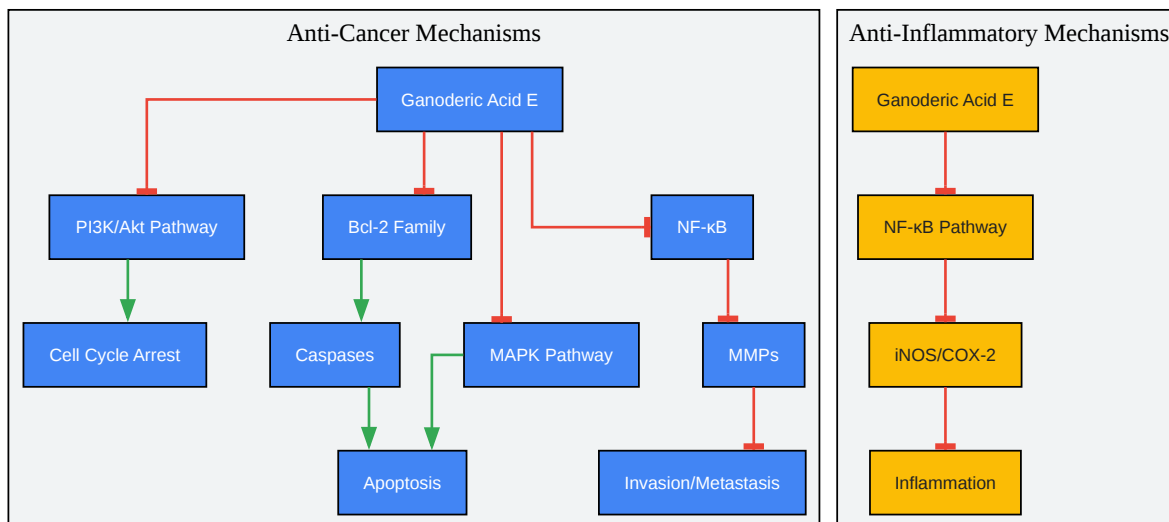 Anti-Cancer Mechanisms
Ganoderic Acid E
PI3K/Akt Pathway
Bcl-2 Family
NF-κB
Cell Cycle Arrest
Caspases
MAPK Pathway
MMPs
Apoptosis
Invasion/Metastasis
Anti-Inflammatory Mechanisms
Ganoderic Acid E
NF-κB Pathway
iNOS/COX-2
Inflammation